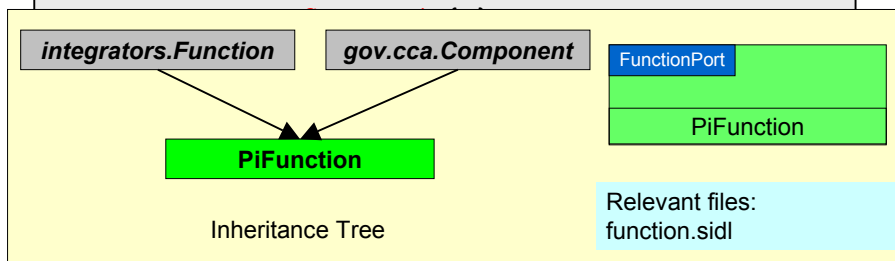 integrators.Function
gov.cca.Component
FunctionPort
PiFunction
PiFunction
Inheritance Tree
Relevant files:
function.sidl